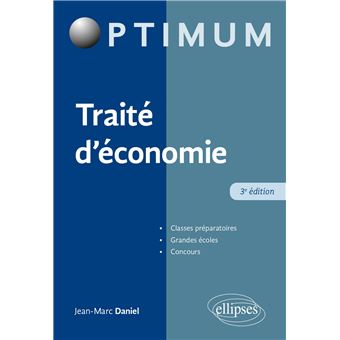 OPTIMUM
Traité
d'économie
3e édition
• Classes préparatoires
• Grandes écoles
• Concours
Jean-Marc Daniel
ellipses